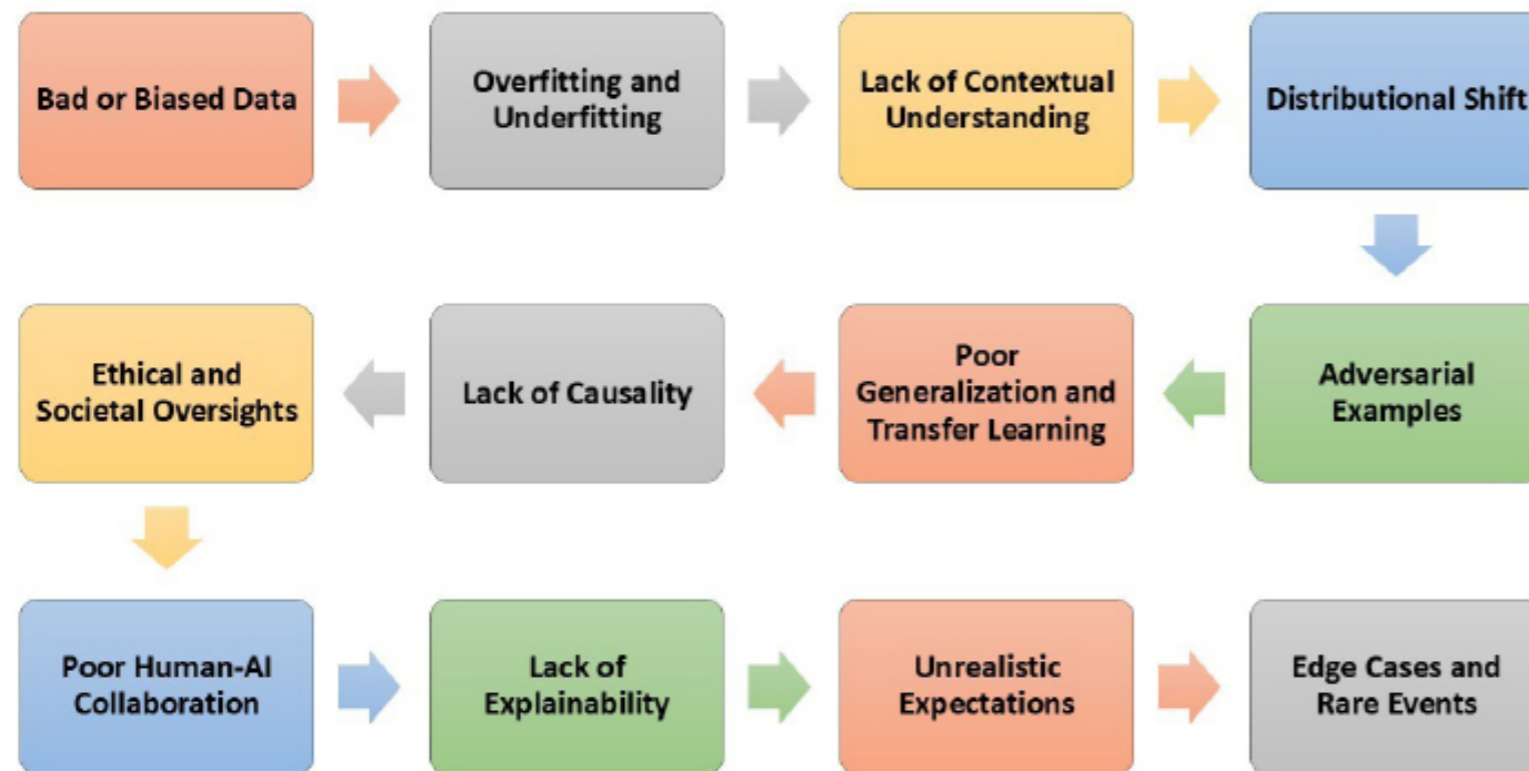 Bad or Biased Data
Overfitting and
Underfitting
Lack of Contextual
Understanding
Distributional Shift
Adversarial
Examples
Poor
Generalization and
Transfer Learning
Lack of Causality
Ethical and
Societal Oversights
Poor Human-AI
Collaboration
Lack of
Explainability
Unrealistic
Expectations
Edge Cases and
Rare Events